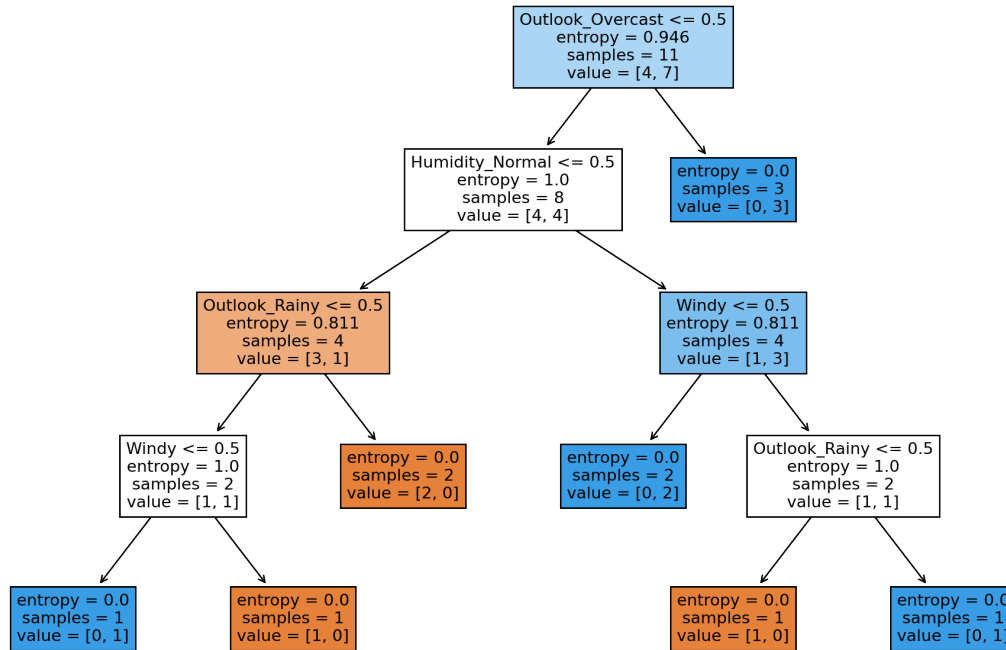 Outlook_Overcast <= 0.5
entropy = 0.946
samples = 11
value = [4, 7]
Humidity_Normal <= 0.5
entropy = 1.0
samples = 8
value = [4, 4]
entropy = 0.0
samples = 3
value = [0, 3]
Outlook_Rainy <= 0.5
entropy = 0.811
samples = 4
value = [3, 1]
Windy <= 0.5
entropy = 0.811
samples = 4
value = [1, 3]
Windy <= 0.5
entropy = 1.0
samples = 2
value = [1, 1]
entropy = 0.0
samples = 2
value = [2, 0]
entropy = 0.0
samples = 2
value = [0, 2]
Outlook_Rainy <= 0.5
entropy = 1.0
samples = 2
value = [1, 1]
entropy = 0.0
samples = 1
value = [0, 1]
entropy = 0.0
samples = 1
value = [1, 0]
entropy = 0.0
samples = 1
value = [1, 0]
entropy = 0.0
samples = 1
value = [0, 1]